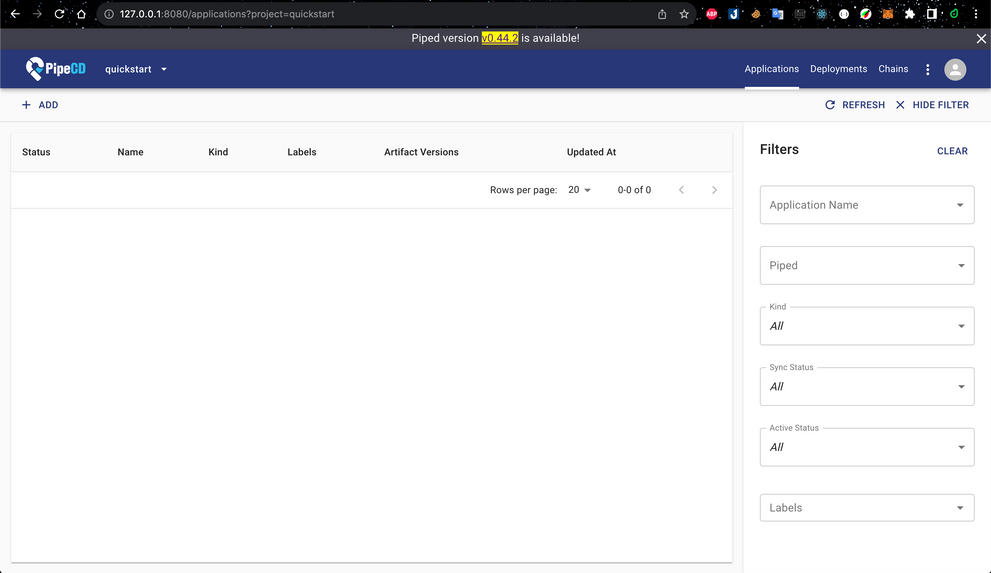 127.0.0.1:8080/applications?project=quickstart
ABP
Piped version v0.44.2 is available!
PipeCD quickstart Applications Deployments Chains
ADD REFRESH HIDE FILTER
Status Name Kind Labels Artifact Versions Updated At
Rows per page: 20 0-0 of 0
Filters CLEAR
Application Name
Piped
Kind
All
Sync Status
All
Active Status
All
Labels